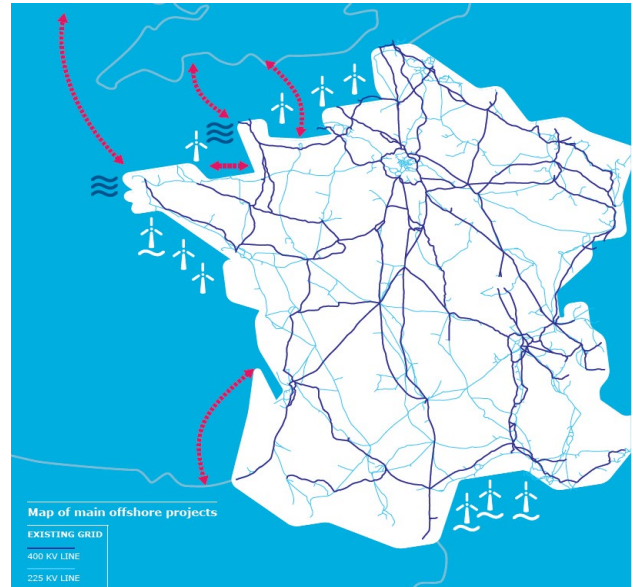 Map of main offshore projects
EXISTING GRID
400 KV LINE
225 KV LINE